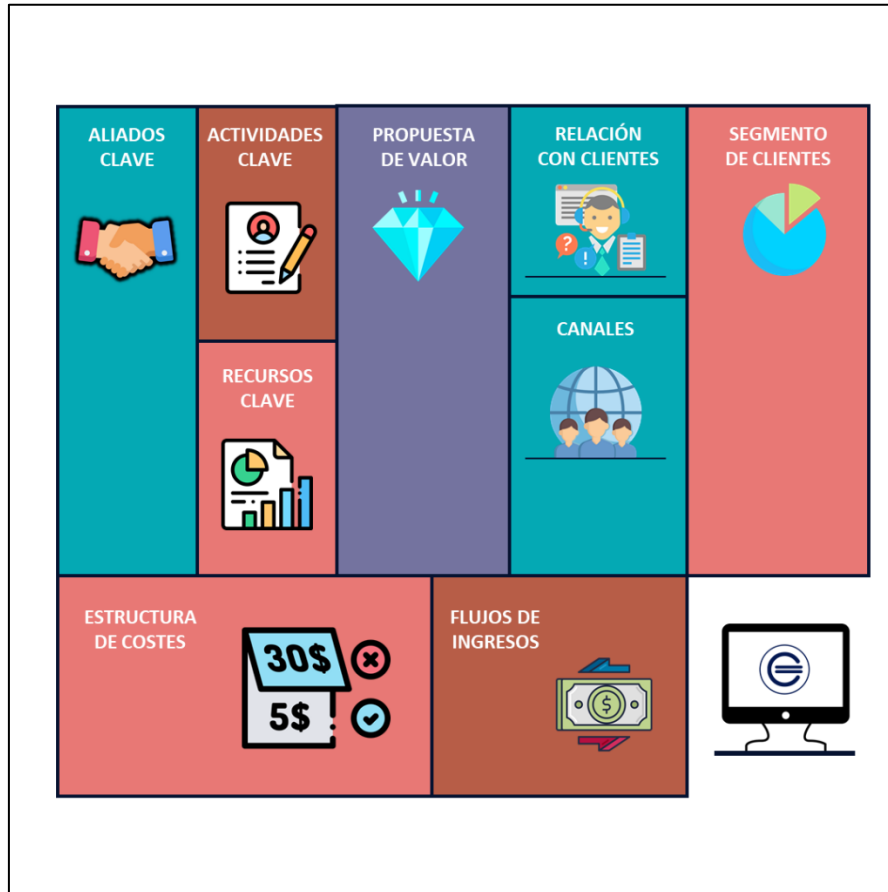 ALIADOS
CLAVE
ACTIVIDADES
CLAVE
PROPUESTA
DE VALOR
RELACIÓN
CON CLIENTES
SEGMENTO
DE CLIENTES
RECURSOS
CLAVE
CANALES
ESTRUCTURA
DE COSTES
30$
5$
FLUJOS DE
INGRESOS
$